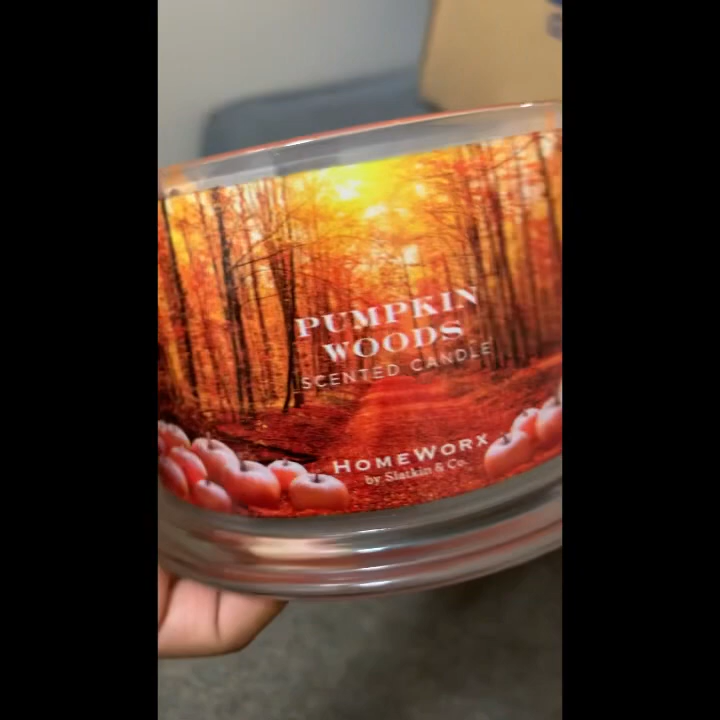 PUMPKIN
WOODS
SCENTED CANDLE
HOMEWORX
by Slatkin & Co.